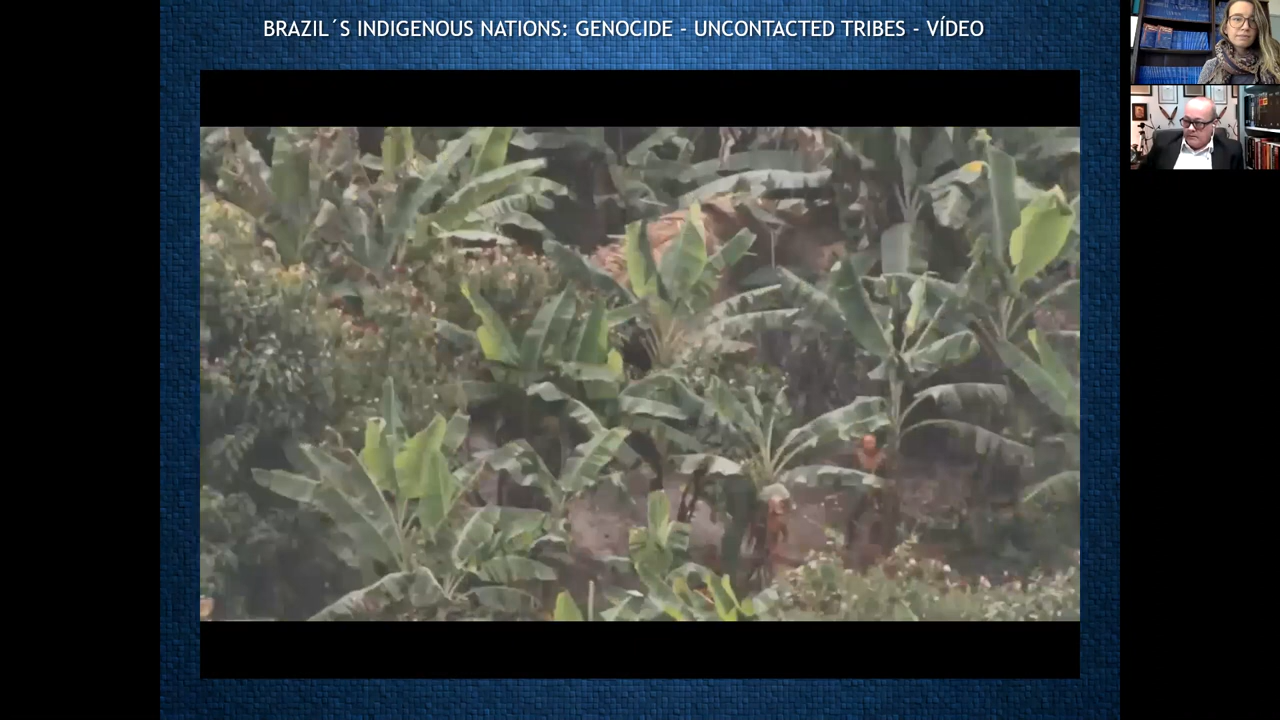 BRAZIL´S INDIGENOUS NATIONS: GENOCIDE - UNCONTACTED TRIBES - VÍDEO